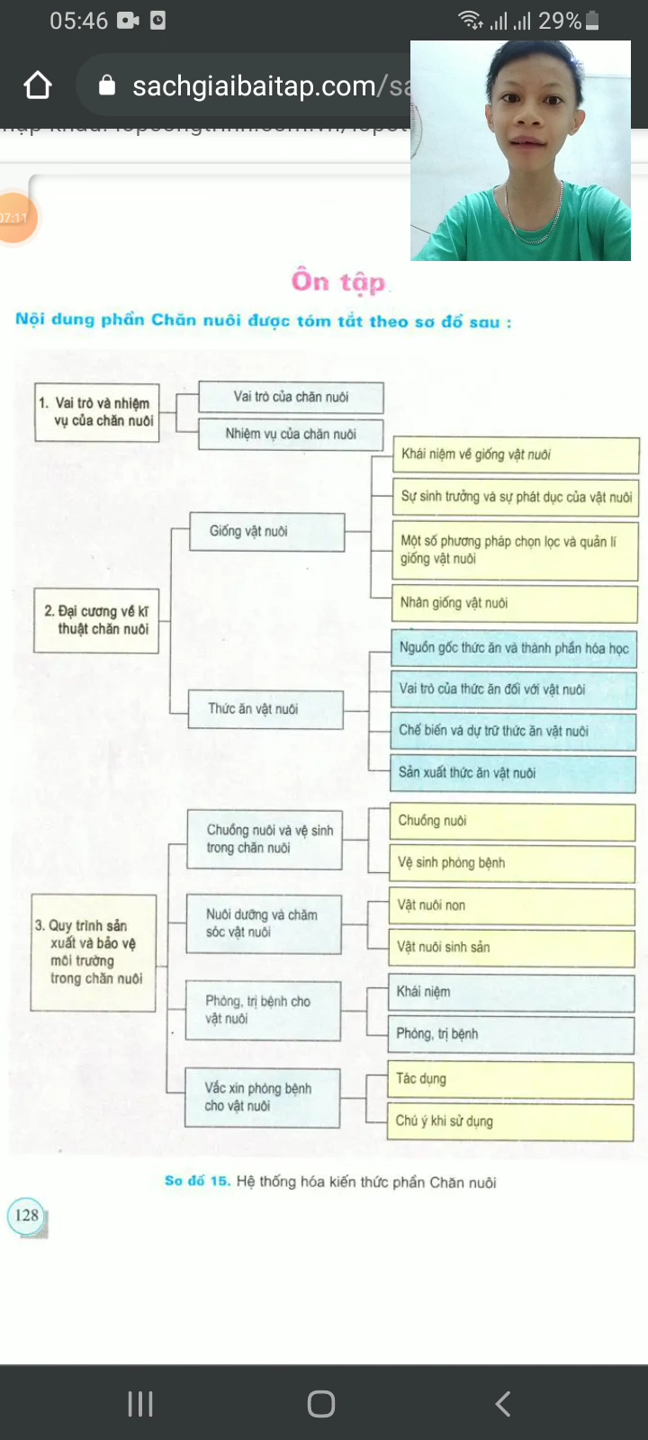 05:46
29%
sachgiaibaitap.com/sa
07:11
Ôn tập
Nội dung phần Chăn nuôi được tóm tắt theo sơ đồ sau :
1. Vai trò và nhiệm
vụ của chăn nuôi
Vai trò của chăn nuôi
Nhiệm vụ của chăn nuôi
2. Đại cương về kĩ
thuật chăn nuôi
Giống vật nuôi
Khái niệm về giống vật nuôi
Sự sinh trưởng và sự phát dục của vật nuôi
Một số phương pháp chọn lọc và quản lí
giống vật nuôi
Nhân giống vật nuôi
Thức ăn vật nuôi
Nguồn gốc thức ăn và thành phần hóa học
Vai trò của thức ăn đối với vật nuôi
Chế biến và dự trữ thức ăn vật nuôi
Sản xuất thức ăn vật nuôi
3. Quy trình sản
xuất và bảo vệ
môi trường
trong chăn nuôi
Chuồng nuôi và vệ sinh
trong chăn nuôi
Chuồng nuôi
Vệ sinh phòng bệnh
Nuôi dưỡng và chăm
sóc vật nuôi
Vật nuôi non
Vật nuôi sinh sản
Phòng, trị bệnh cho
vật nuôi
Khái niệm
Phòng, trị bệnh
Vắc xin phòng bệnh
cho vật nuôi
Tác dụng
Chú ý khi sử dụng
Sơ đồ 15. Hệ thống hóa kiến thức phần Chăn nuôi
128